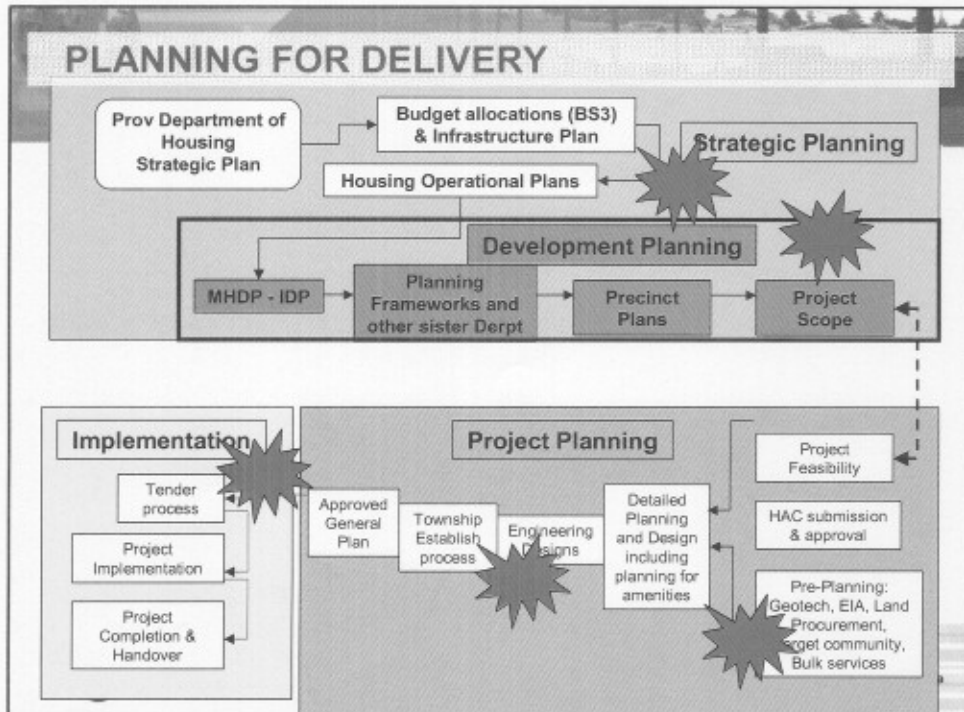 PLANNING FOR DELIVERY
Prov Department of
Housing
Strategic Plan
Budget allocations (BS3)
& Infrastructure Plan
Strategic Planning
Housing Operational Plans
Development Planning
MHDP - IDP
Planning
Frameworks and
other sister Derpt
Precinct
Plans
Project
Scope
Implementation
Tender
process
Project
Implementation
Project
Completion &
Handover
Project Planning
Approved
General
Plan
Township
Establish
process
Engineering
Detailed
Planning
and Design
including
planning for
amenities
Project
Feasibility
HAC submission
& approval
Pre-Planning:
Geotech, EIA, Land
Procurement,
community,
Bulk services